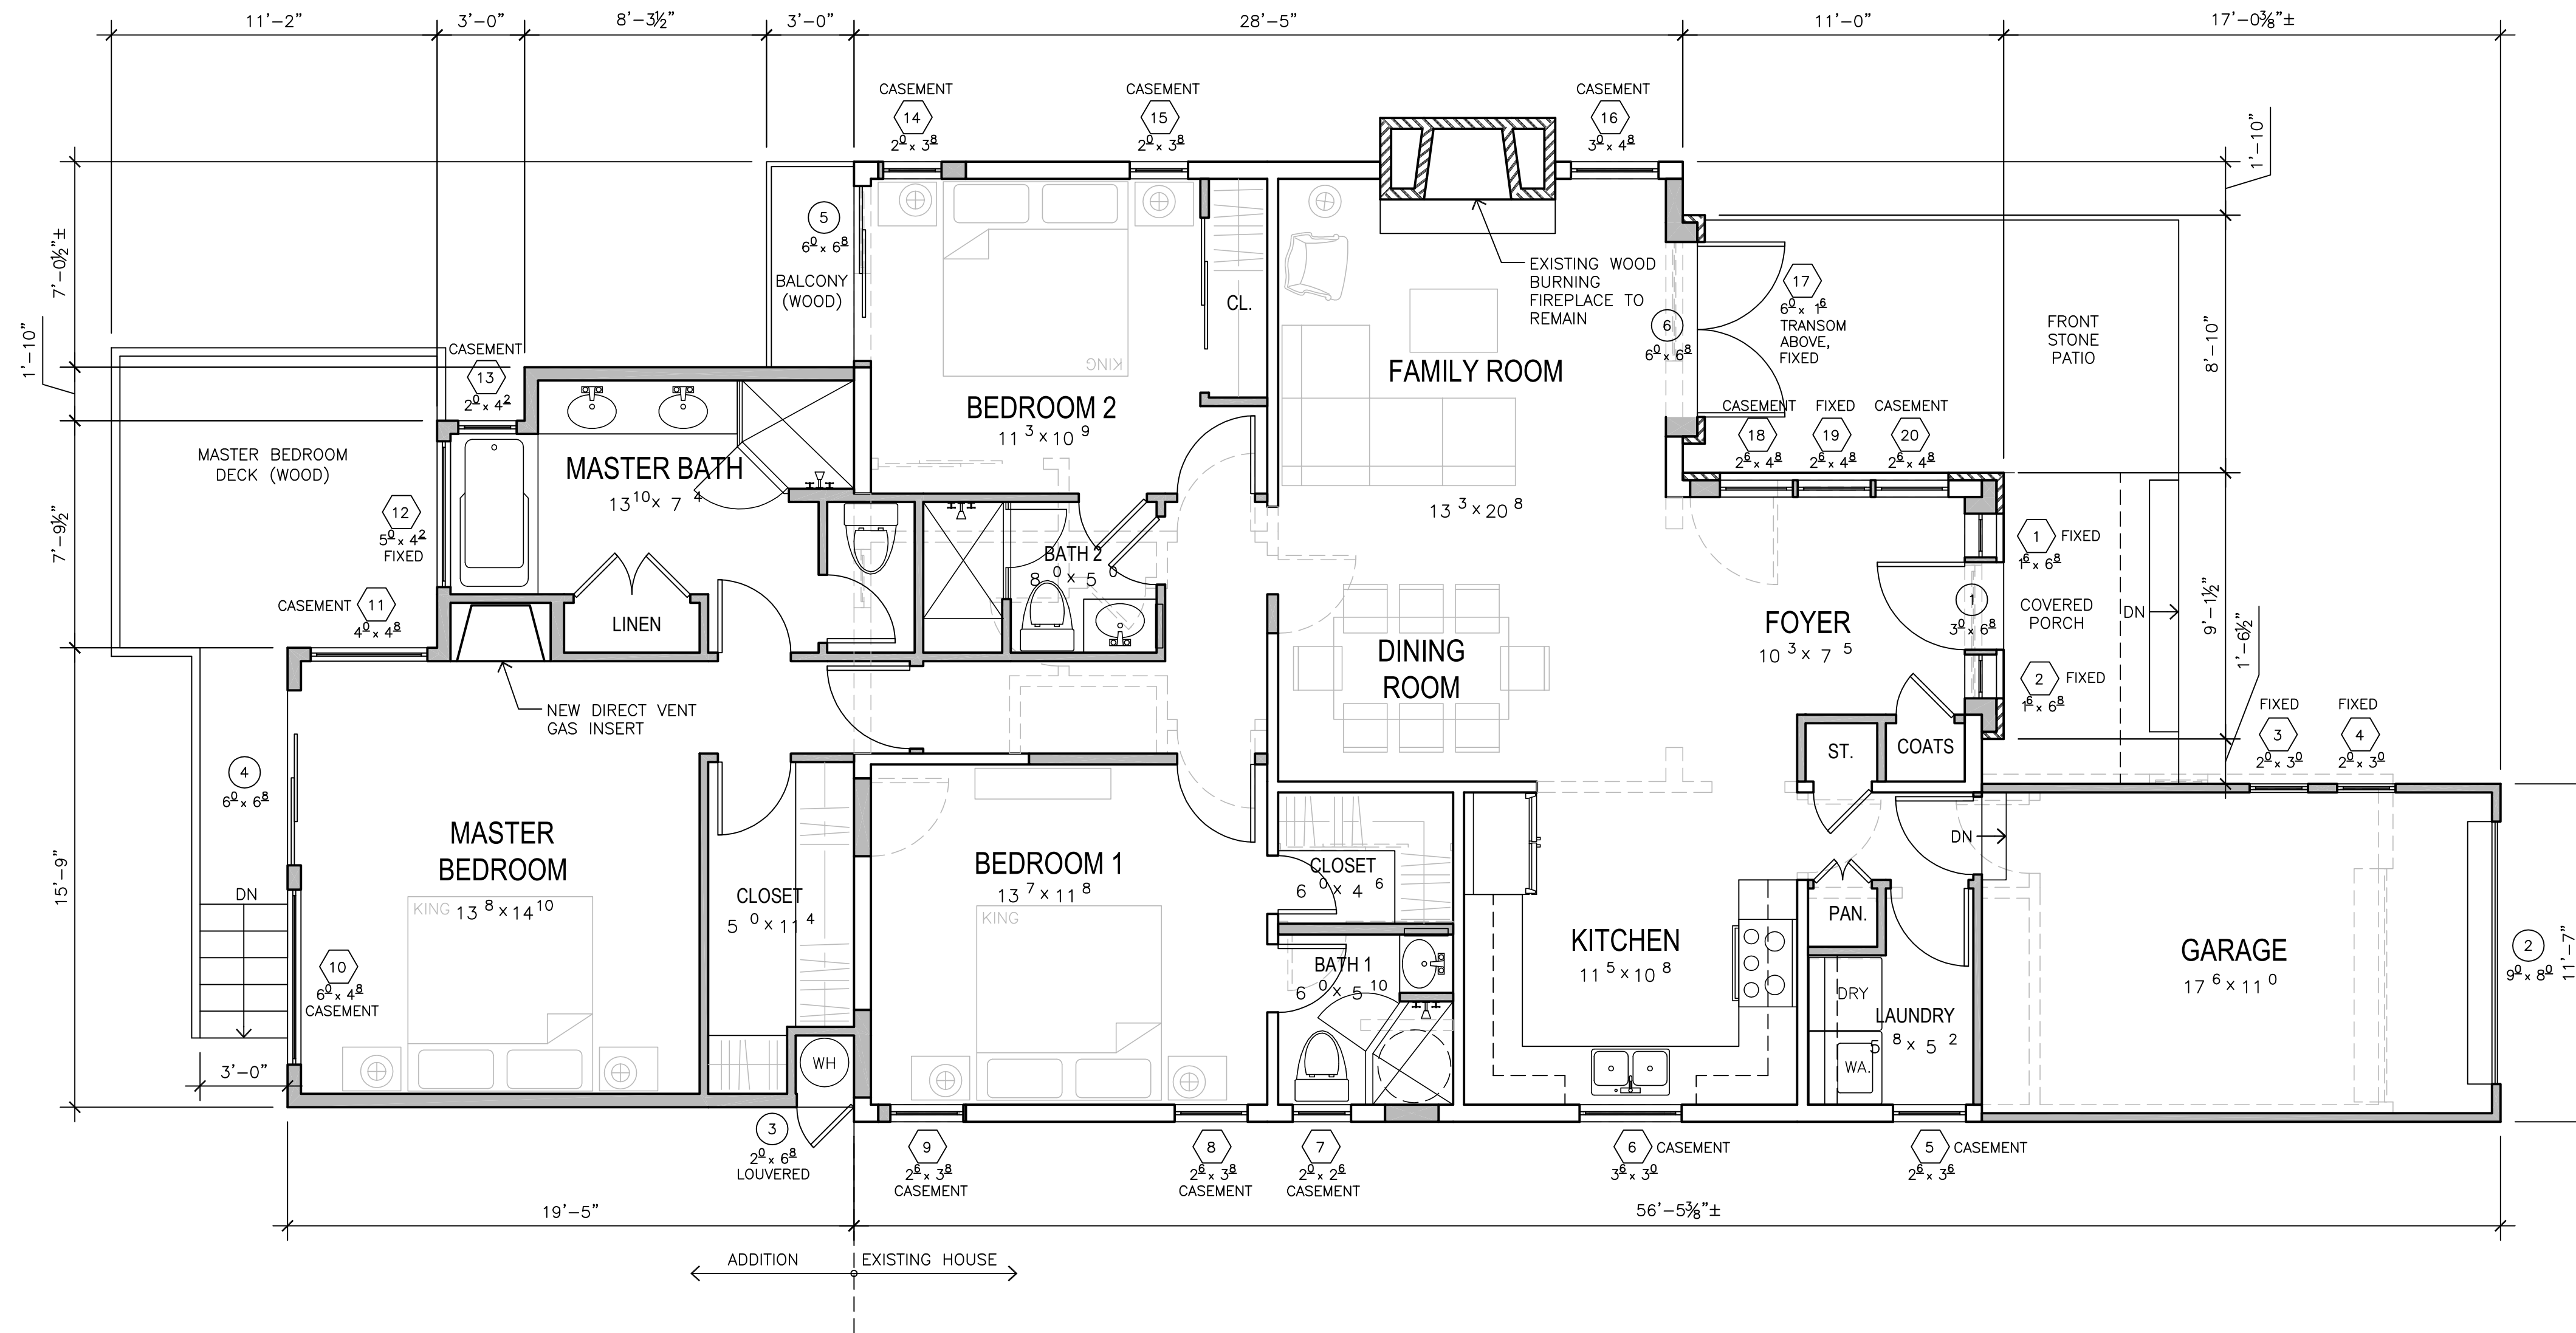 11'-2"
3'-0"
8'-3½"
3'-0"
28'-5"
11'-0"
17'-0⅜"±
CASEMENT
14
2⁰ x 3⁸
CASEMENT
15
2⁰ x 3⁸
CASEMENT
16
3⁰ x 4⁸
1'-10"
7'-0½"±
1'-10"
7'-9½"
15'-9"
5
6⁰ x 6⁸
BALCONY
(WOOD)
CL.
KING
BEDROOM 2
11 ³ x 10 ⁹
EXISTING WOOD
BURNING
FIREPLACE TO
REMAIN
FAMILY ROOM
13 ³ x 20 ⁸
6
6⁰ x 6⁸
17
6⁰ x 1⁶
TRANSOM
ABOVE,
FIXED
FRONT
STONE
PATIO
8'-10"
CASEMENT
18
2⁶ x 4⁸
FIXED
19
2⁶ x 4⁸
CASEMENT
20
2⁶ x 4⁸
CASEMENT
13
2⁰ x 4²
MASTER BEDROOM
DECK (WOOD)
MASTER BATH
13¹⁰ x 7 ⁴
12
5⁰ x 4²
FIXED
CASEMENT
11
4⁰ x 4⁸
LINEN
BATH 2
8 ⁰ x 5 ⁰
1
FIXED
1⁶ x 6⁸
1
3⁰ x 6⁸
COVERED
PORCH
DN
9'-1½"
1'-6½"
FOYER
10 ³ x 7 ⁵
2
FIXED
1⁶ x 6⁸
DINING
ROOM
NEW DIRECT VENT
GAS INSERT
ST.
COATS
FIXED
3
2⁰ x 3⁰
FIXED
4
2⁰ x 3⁰
4
6⁰ x 6⁸
MASTER
BEDROOM
KING
13 ⁸ x 14¹⁰
DN
10
6⁰ x 4⁸
CASEMENT
CLOSET
5 ⁰ x 11 ⁴
BEDROOM 1
13 ⁷ x 11 ⁸
KING
CLOSET
6 ⁰ x 4 ⁶
BATH 1
6 ⁰ x 5 ¹⁰
KITCHEN
11 ⁵ x 10 ⁸
DN
PAN.
DRY
LAUNDRY
5 ⁸ x 5 ²
WA.
GARAGE
17 ⁶ x 11 ⁰
2
9⁰ x 8⁰
11'-7"
3'-0"
WH
3
2⁰ x 6⁸
LOUVERED
9
2⁶ x 3⁸
CASEMENT
8
2⁶ x 3⁸
CASEMENT
7
2⁰ x 2⁶
CASEMENT
6
CASEMENT
3⁶ x 3⁰
5
CASEMENT
2⁶ x 3⁶
19'-5"
56'-5⅜"±
ADDITION
EXISTING HOUSE